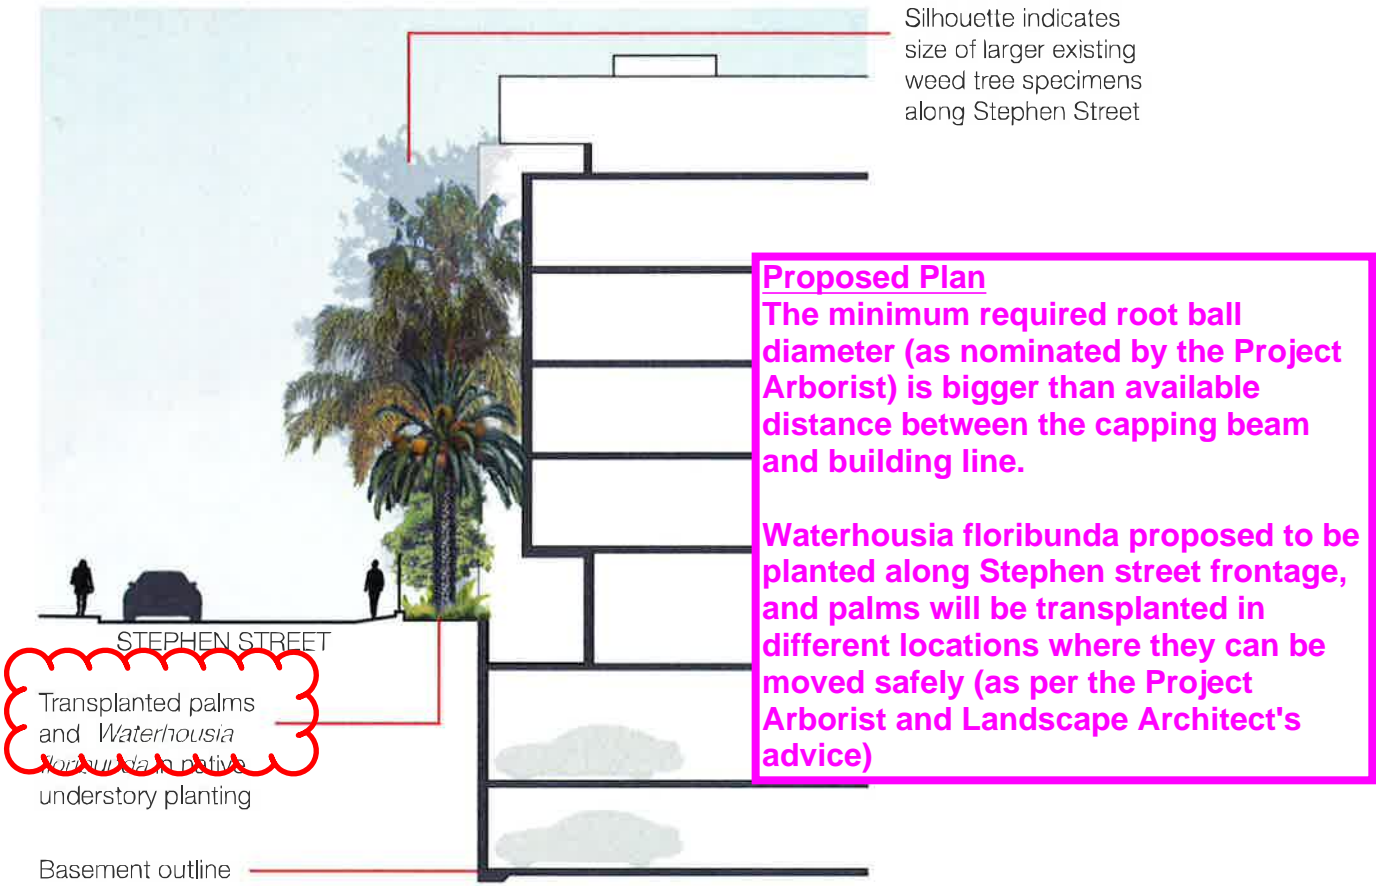 Silhouette indicates
size of larger existing
weed tree specimens
along Stephen Street
Proposed Plan
The minimum required root ball
diameter (as nominated by the Project
Arborist) is bigger than available
distance between the capping beam
and building line.
Waterhousia floribunda proposed to be
planted along Stephen street frontage,
and palms will be transplanted in
different locations where they can be
moved safely (as per the Project
Arborist and Landscape Architect's
advice)
STEPHEN STREET
Transplanted palms
and Waterhousia
floribunda in native
understory planting
Basement outline